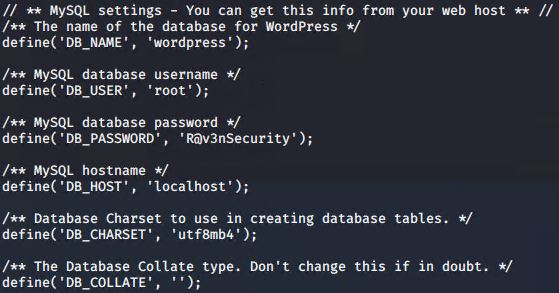 // ** MySQL settings - You can get this info from your web host ** //
/** The name of the database for WordPress */
define('DB_NAME', 'wordpress');
/** MySQL database username */
define('DB_USER', 'root');
/** MySQL database password */
define('DB_PASSWORD', 'R@v3nSecurity');
/** MySQL hostname */
define('DB_HOST', 'localhost');
/** Database Charset to use in creating database tables. */
define('DB_CHARSET', 'utf8mb4');
/** The Database Collate type. Don't change this if in doubt. */
define('DB_COLLATE', '');